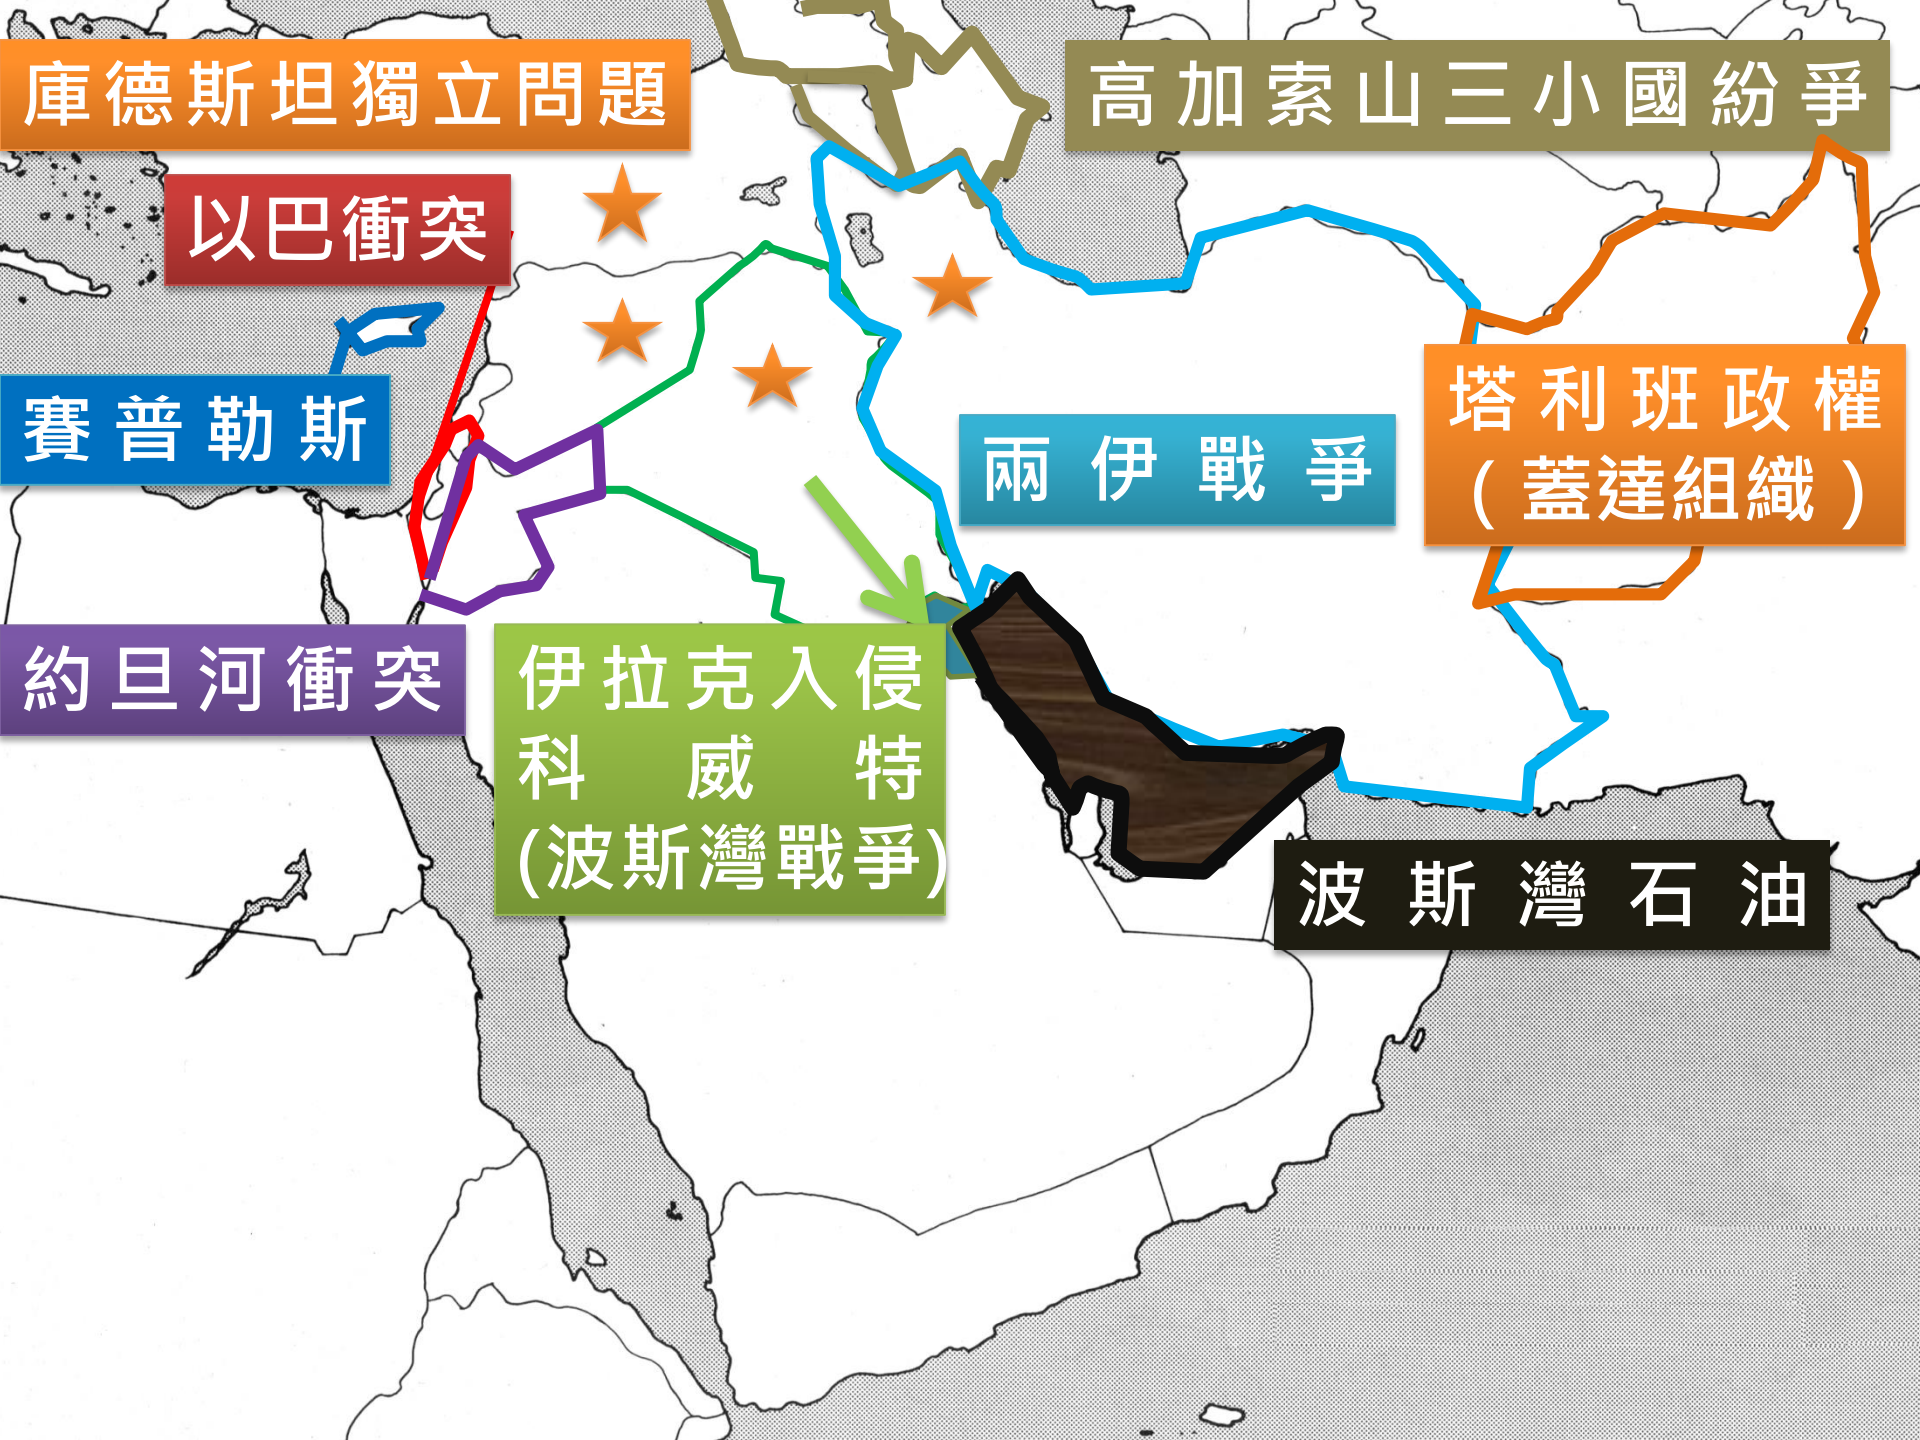 庫德斯坦獨立問題
高加索山三小國紛爭
以巴衝突
賽普勒斯
兩伊戰爭
塔利班政權
(蓋達組織)
約旦河衝突
伊拉克入侵
科威特
(波斯灣戰爭)
波斯灣石油